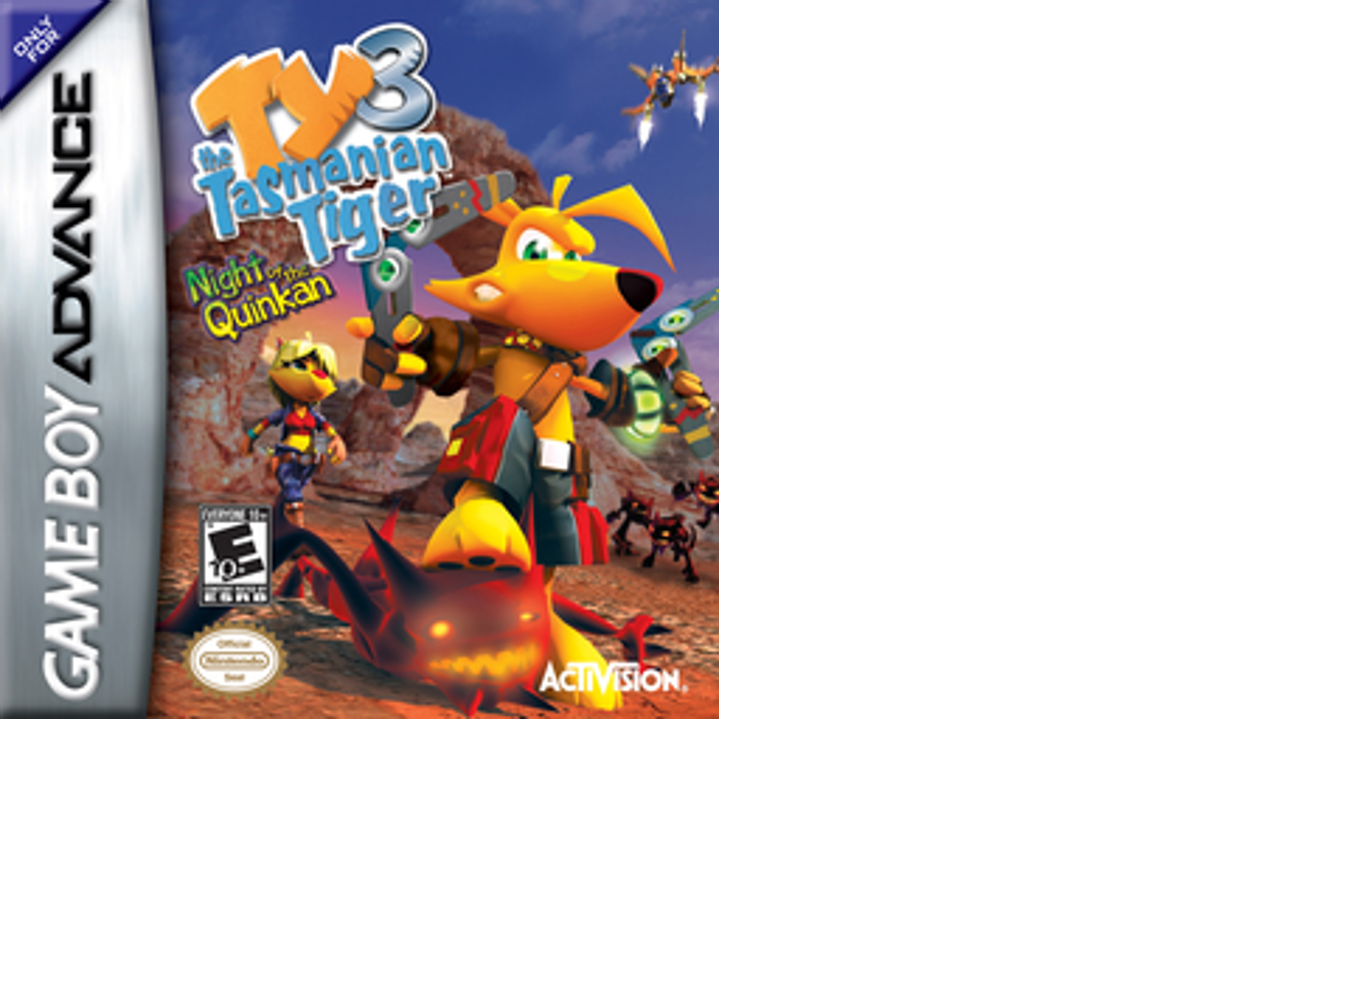 ONLY
FOR
GAME BOY ADVANCE
TY 3
the
Tasmanian
Tiger
Night of the
Quinkan
EVERYONE 10+
E
10+
ESRB
Official
Nintendo
Seal
ACTIVISION